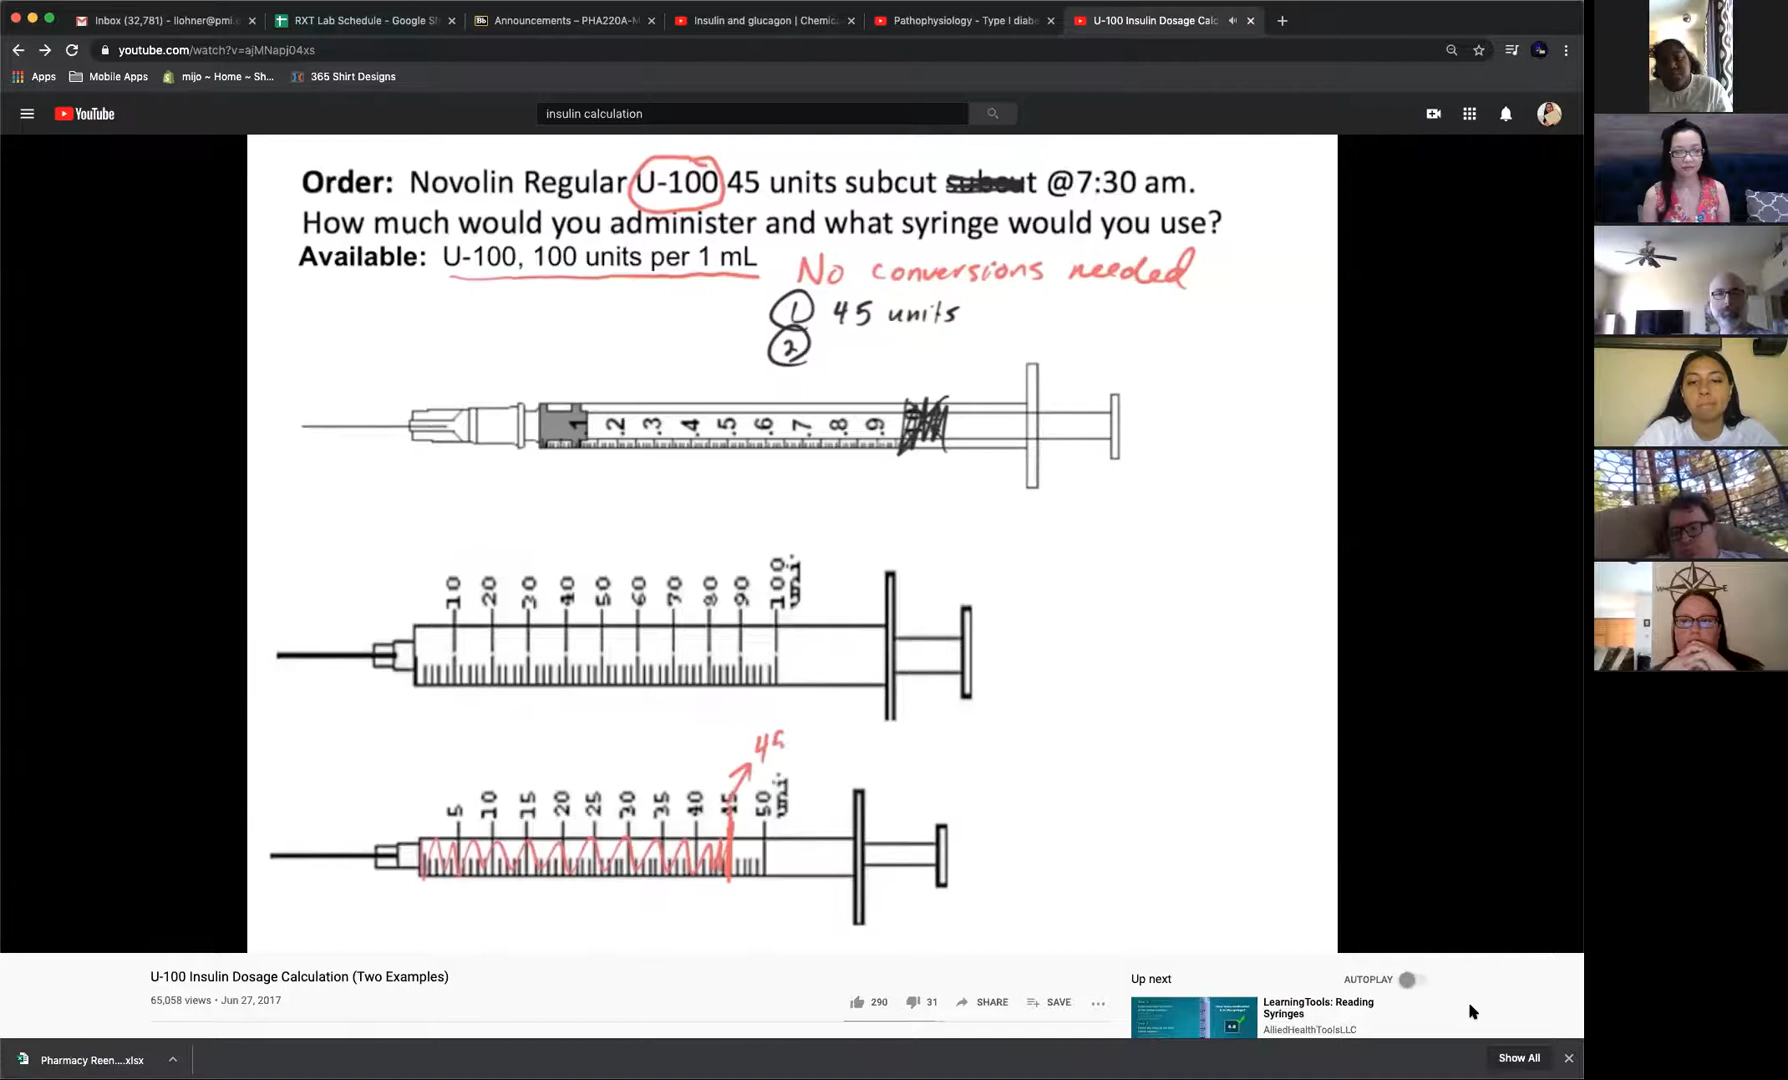 Inbox (32,781) - llohner@pmi.e
RXT Lab Schedule - Google Sh
Announcements – PHA220A-M
Insulin and glucagon | Chemic
Pathophysiology - Type I diabe
U-100 Insulin Dosage Calc
youtube.com/watch?v=ajMNapj04xs
Apps
Mobile Apps
mijo ~ Home ~ Sh...
365 Shirt Designs
YouTube
insulin calculation
Order: Novolin Regular U-100 45 units subcut @7:30 am.
How much would you administer and what syringe would you use?
Available: U-100, 100 units per 1 mL
No conversions needed
1 45 units
2
1 .2 .3 .4 .5 .6 .7 .8 .9
10 20 30 40 50 60 70 80 90 100 uni.
5 10 15 20 25 30 35 40 45 50 uni.
U-100 Insulin Dosage Calculation (Two Examples)
65,058 views • Jun 27, 2017
290
31
SHARE
SAVE
Up next
AUTOPLAY
LearningTools: Reading
Syringes
AlliedHealthToolsLLC
Pharmacy Reen....xlsx
Show All